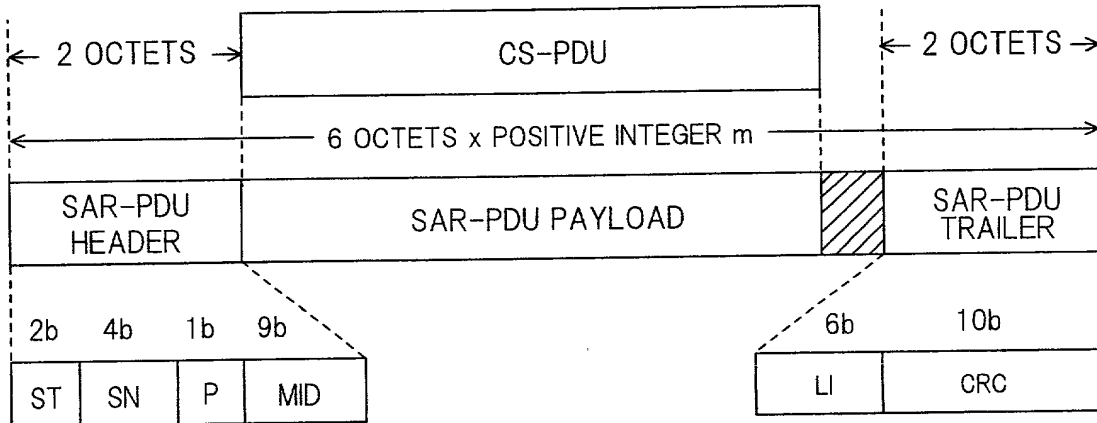 2 OCTETS
CS-PDU
2 OCTETS
6 OCTETS x POSITIVE INTEGER m
SAR-PDU
HEADER
SAR-PDU PAYLOAD
SAR-PDU
TRAILER
2b 4b 1b 9b
6b 10b
ST SN P MID
LI CRC